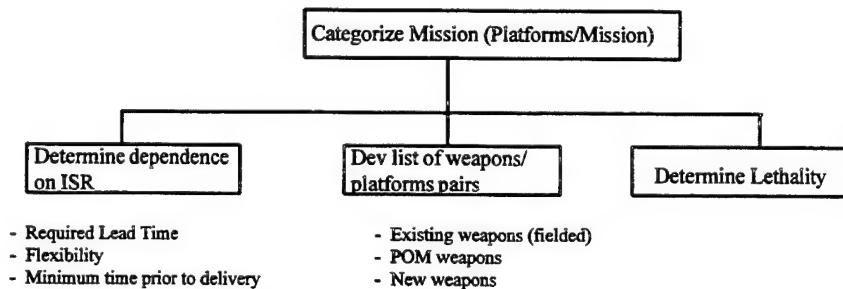 Categorize Mission (Platforms/Mission)
Determine dependence
on ISR
Dev list of weapons/
platforms pairs
Determine Lethality
- Required Lead Time
- Flexibility
- Minimum time prior to delivery
- Existing weapons (fielded)
- POM weapons
- New weapons